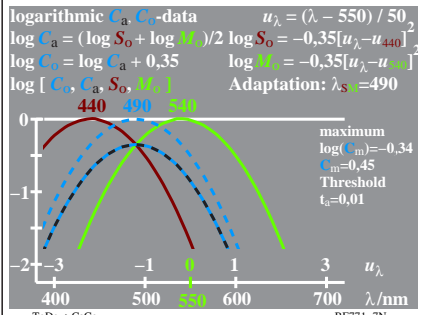 logarithmic Ca, Co-data uλ = (λ − 550) / 50
log Ca = (log So + log Mo)/2 log So = −0,35[uλ−u440]²
log Co = log Ca + 0,35 log Mo = −0,35[uλ−u540]²
log [ Co, Ca, So, Mo ] Adaptation: λSM=490
440 490 540
0
maximum
log(Cm)=−0,34
Cm=0,45
Threshold
ta=0,01
−1
−2 −3 −1 0 1 3 uλ
400 500 550 600 700 λ/nm